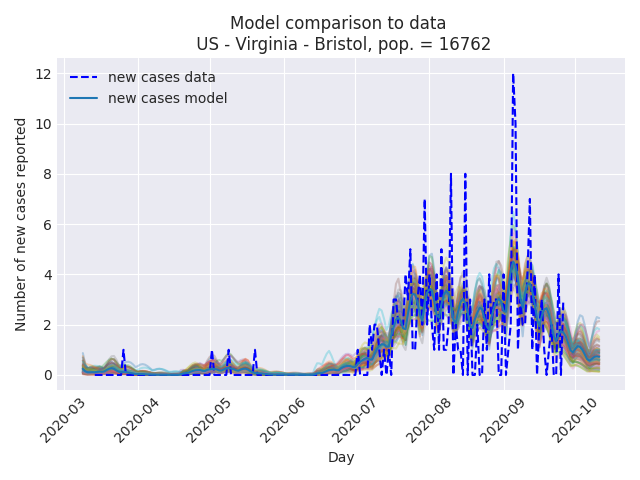 Model comparison to data
US - Virginia - Bristol, pop. = 16762
new cases data
new cases model
Number of new cases reported
12
10
8
6
4
2
0
2020-03
2020-04
2020-05
2020-06
2020-07
2020-08
2020-09
2020-10
Day